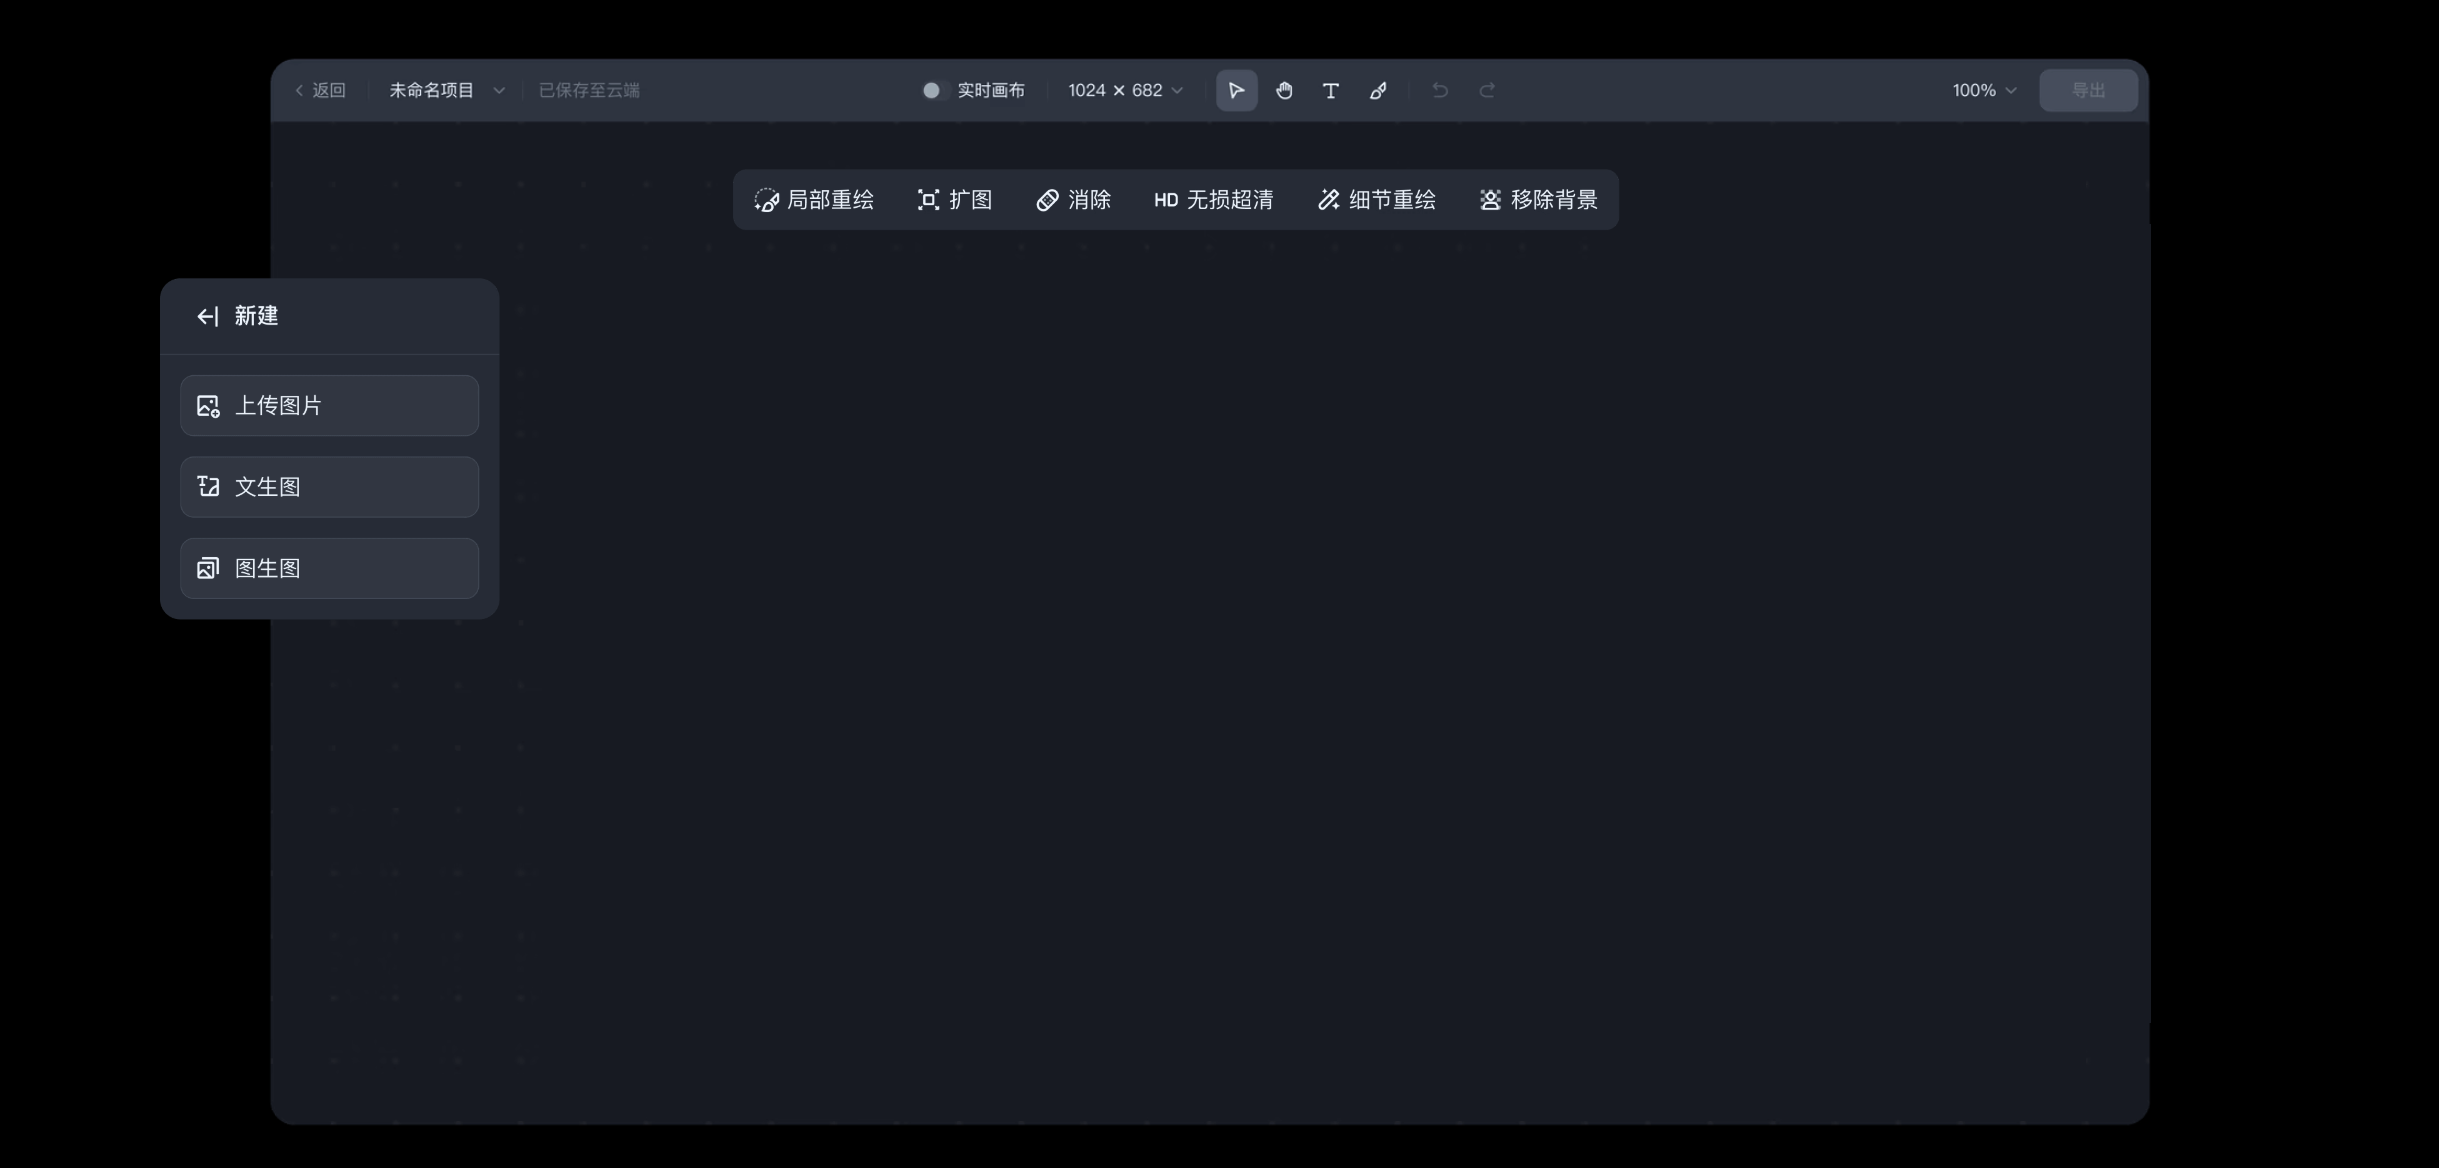 返回 未命名项目 已保存至云端 实时画布 1024 × 682 T 100% 导出
局部重绘 扩图 消除 HD 无损超清 细节重绘 移除背景
新建
上传图片
文生图
图生图